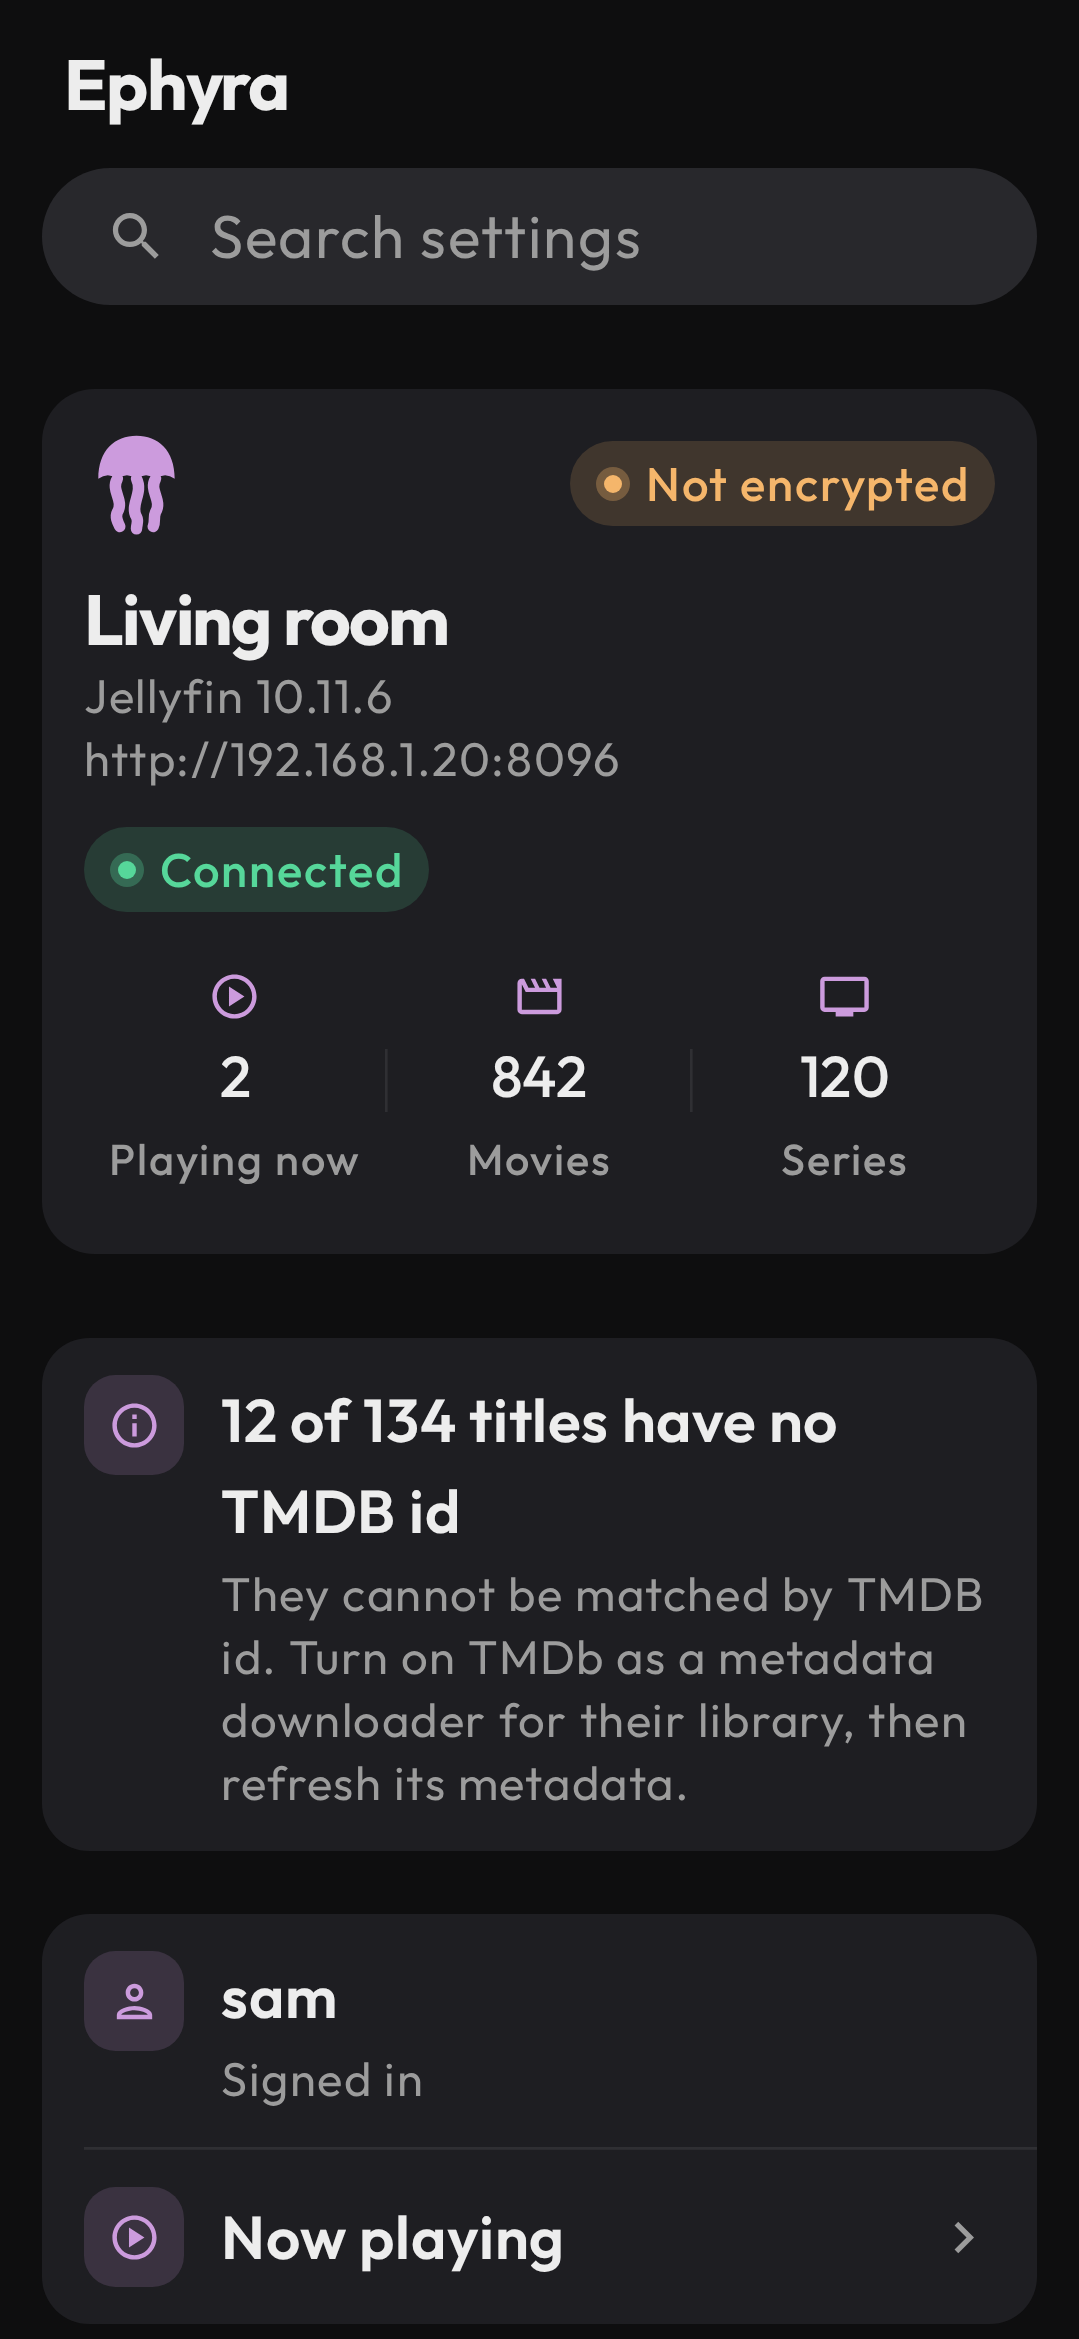 Ephyra
Search settings
Not encrypted
Living room
Jellyfin 10.11.6
http://192.168.1.20:8096
Connected
2
842
120
Playing now
Movies
Series
12 of 134 titles have no
TMDB id
They cannot be matched by TMDB
id. Turn on TMDb as a metadata
downloader for their library, then
refresh its metadata.
sam
Signed in
Now playing